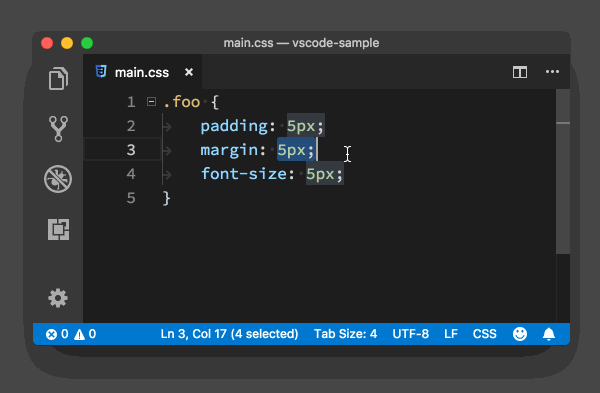 main.css — vscode-sample
main.css ×
1 .foo {
2 padding: 5px;
3 margin: 5px;
4 font-size: 5px;
5 }
0 0 Ln 3, Col 17 (4 selected) Tab Size: 4 UTF-8 LF CSS